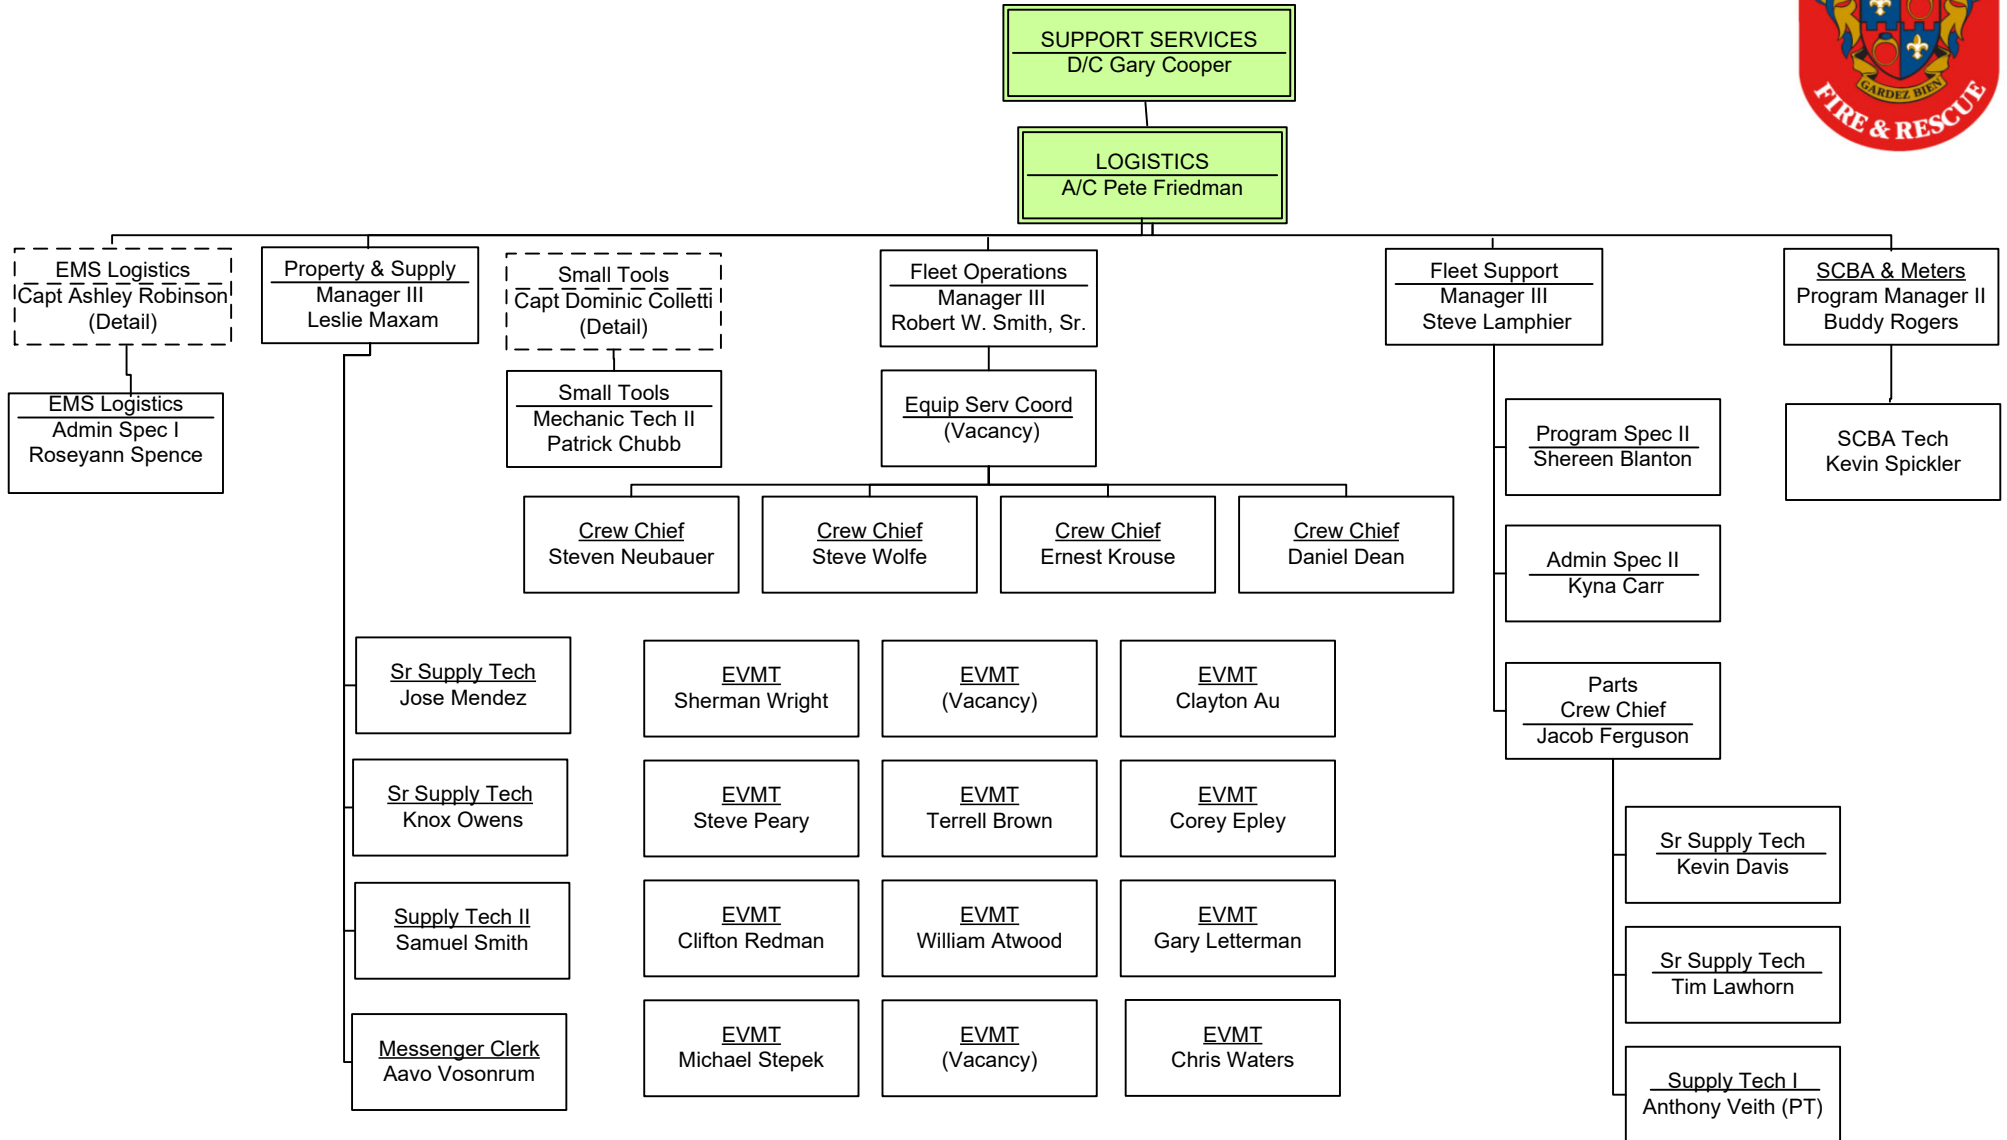 SUPPORT SERVICES
D/C Gary Cooper
GARDEZ BIEN
FIRE & RESCUE
LOGISTICS
A/C Pete Friedman
EMS Logistics
Capt Ashley Robinson
(Detail)
Property & Supply
Manager III
Leslie Maxam
Small Tools
Capt Dominic Colletti
(Detail)
Fleet Operations
Manager III
Robert W. Smith, Sr.
Fleet Support
Manager III
Steve Lamphier
SCBA & Meters
Program Manager II
Buddy Rogers
EMS Logistics
Admin Spec I
Roseyann Spence
Small Tools
Mechanic Tech II
Patrick Chubb
Equip Serv Coord
(Vacancy)
Program Spec II
Shereen Blanton
SCBA Tech
Kevin Spickler
Crew Chief
Steven Neubauer
Crew Chief
Steve Wolfe
Crew Chief
Ernest Krouse
Crew Chief
Daniel Dean
Admin Spec II
Kyna Carr
Sr Supply Tech
Jose Mendez
EVMT
Sherman Wright
EVMT
(Vacancy)
EVMT
Clayton Au
Parts
Crew Chief
Jacob Ferguson
Sr Supply Tech
Knox Owens
EVMT
Steve Peary
EVMT
Terrell Brown
EVMT
Corey Epley
Sr Supply Tech
Kevin Davis
Supply Tech II
Samuel Smith
EVMT
Clifton Redman
EVMT
William Atwood
EVMT
Gary Letterman
Sr Supply Tech
Tim Lawhorn
Messenger Clerk
Aavo Vosonrum
EVMT
Michael Stepek
EVMT
(Vacancy)
EVMT
Chris Waters
Supply Tech I
Anthony Veith (PT)